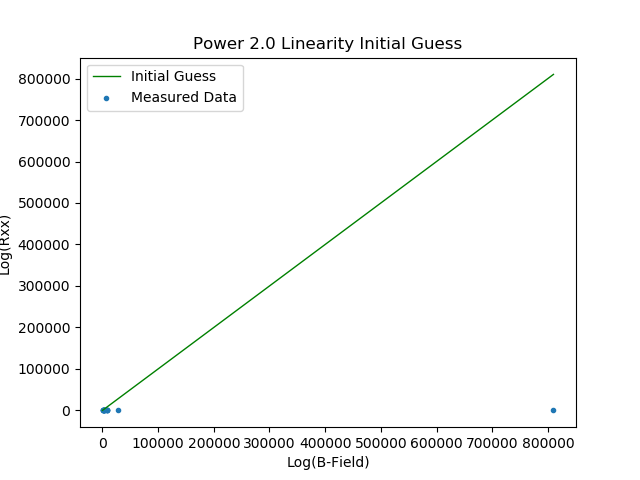 Power 2.0 Linearity Initial Guess
Initial Guess
Measured Data
800000
700000
600000
500000
400000
300000
200000
100000
0
Log(Rxx)
0 100000 200000 300000 400000 500000 600000 700000 800000
Log(B-Field)